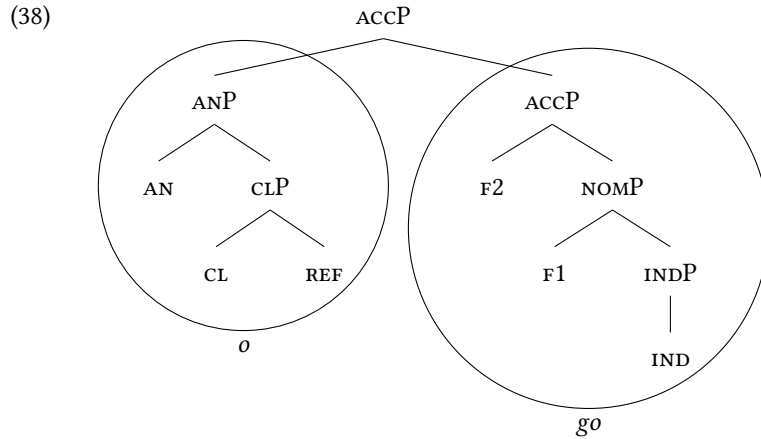 (38) ACCP
ANP ACCP
AN CLP F2 NOMP
CL REF F1 INDP
o
IND
go